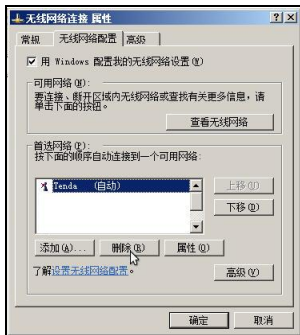 无线网络连接 属性
常规 无线网络配置 高级
用 Windows 配置我的无线网络设置(W)
可用网络(N):
要连接、断开区域内无线网络或查找有关更多信息，请
单击下面的按钮。
查看无线网络
首选网络(P):
按下面的顺序自动连接到一个可用网络:
Tenda (自动)
上移(U)
下移(D)
添加(A)... 删除(R) 属性(O)
了解设置无线网络配置。
高级(V)
确定 取消